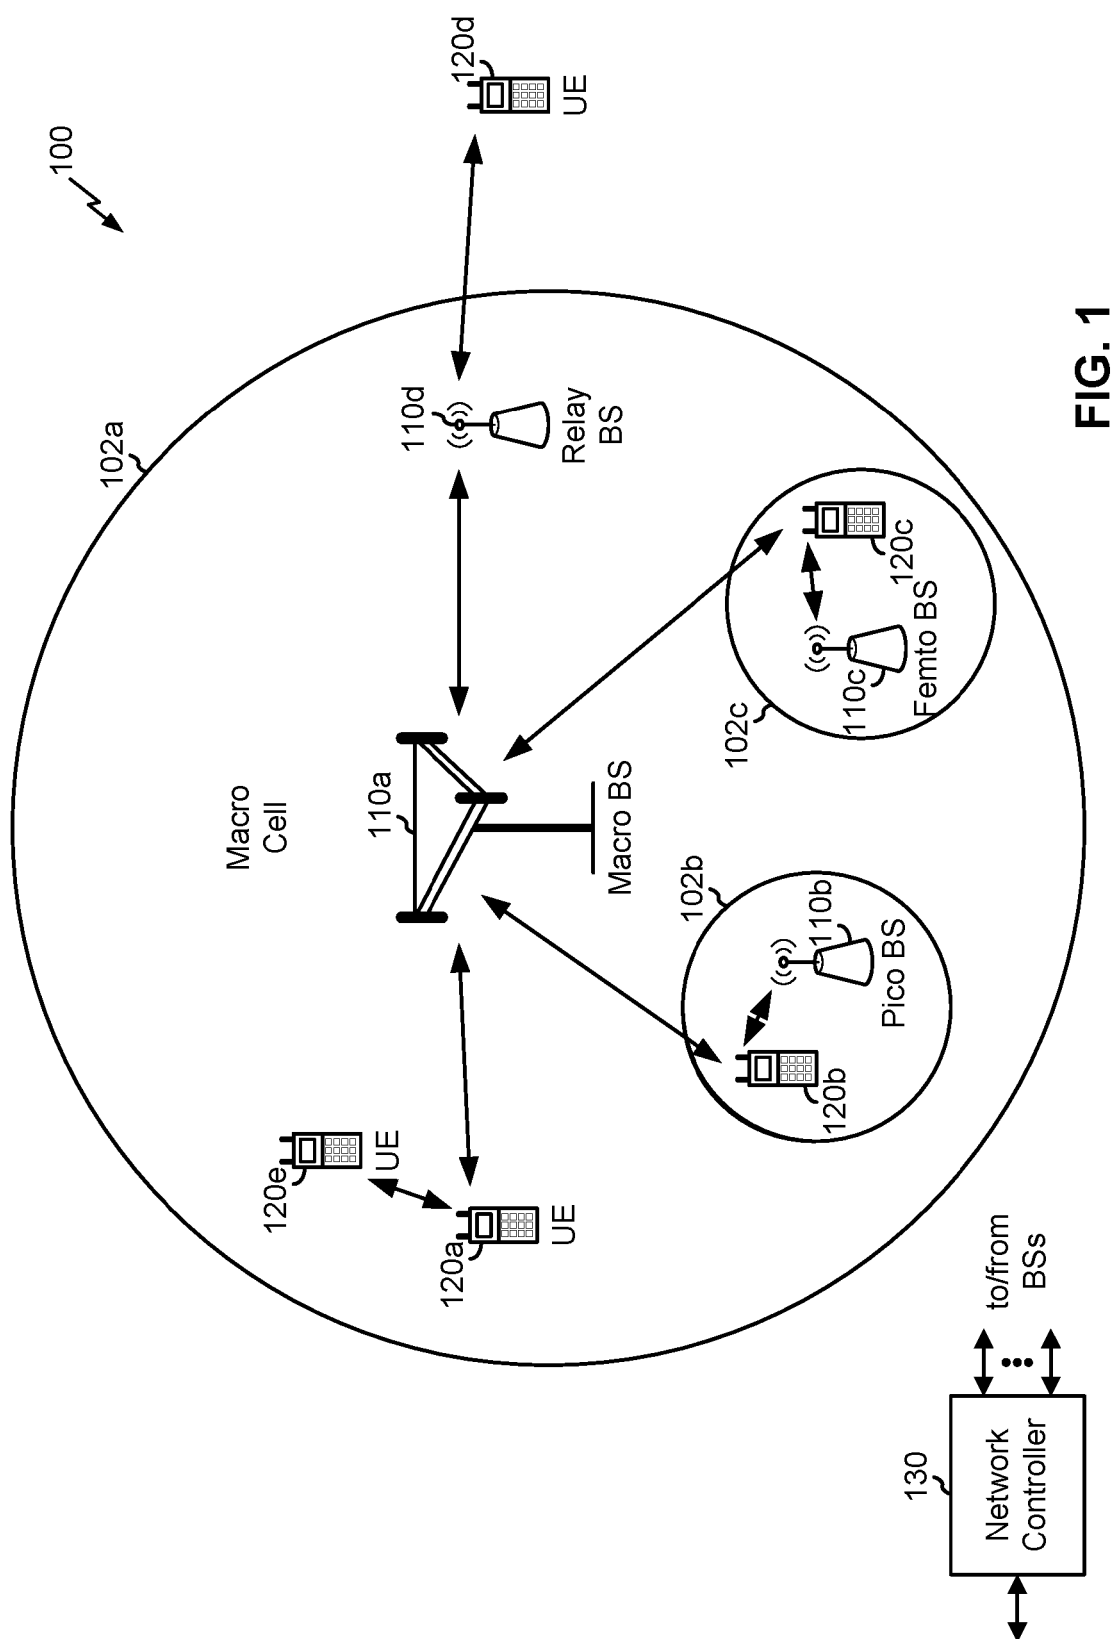 100
102a
Macro
Cell
110a
Macro BS
110d
Relay
BS
120d
UE
120e
UE
120a
UE
102b
110b
Pico BS
120b
102c
110c
Femto BS
120c
130
Network
Controller
to/from
BSs
FIG. 1